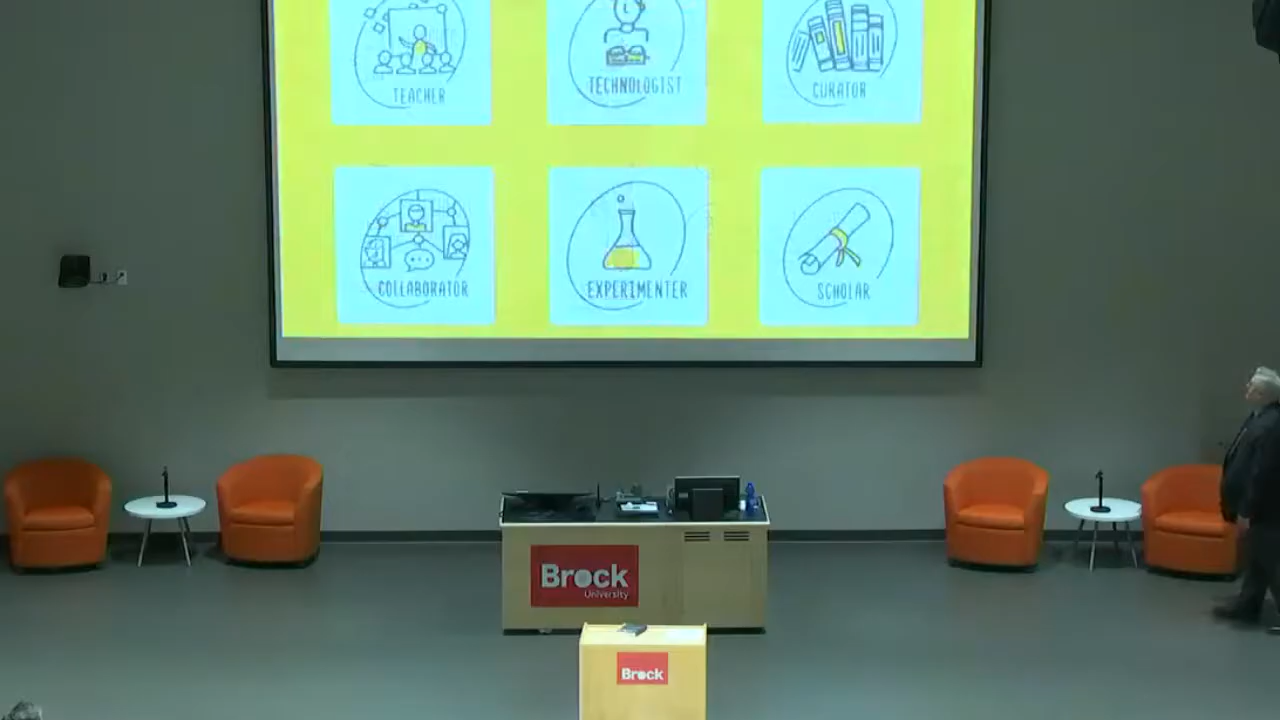 TEACHER
TECHNOLOGIST
CURATOR
COLLABORATOR
EXPERIMENTER
SCHOLAR
Brock
University
Brock